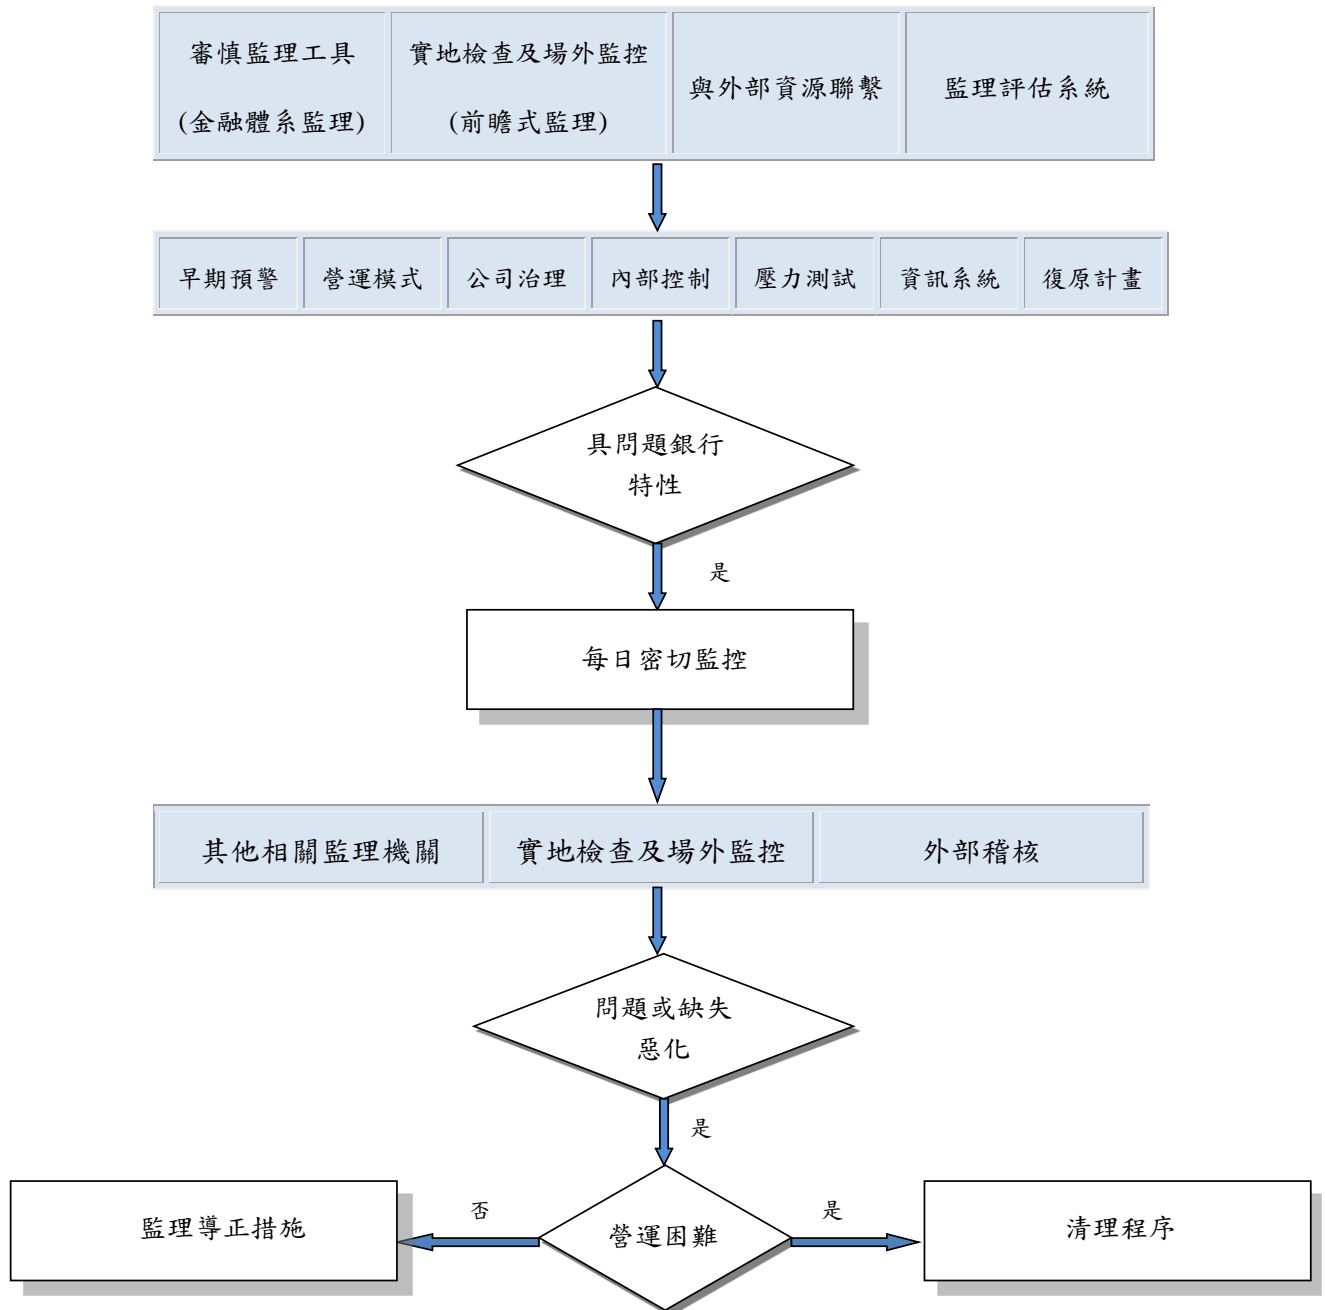 審慎監理工具
(金融體系監理)
實地檢查及場外監控
(前瞻式監理)
與外部資源聯繫
監理評估系統
早期預警
營運模式
公司治理
內部控制
壓力測試
資訊系統
復原計畫
具問題銀行
特性
是
每日密切監控
其他相關監理機關
實地檢查及場外監控
外部稽核
問題或缺失
惡化
是
監理導正措施
否
營運困難
是
清理程序